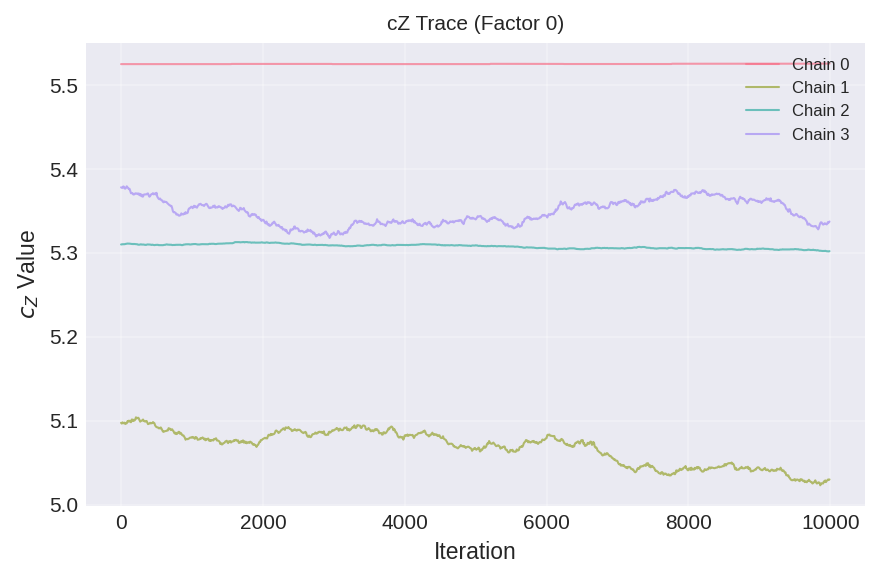 cZ Trace (Factor 0)
Chain 0
Chain 1
Chain 2
Chain 3
5.5
5.4
5.3
5.2
5.1
5.0
c_Z Value
0 2000 4000 6000 8000 10000
Iteration